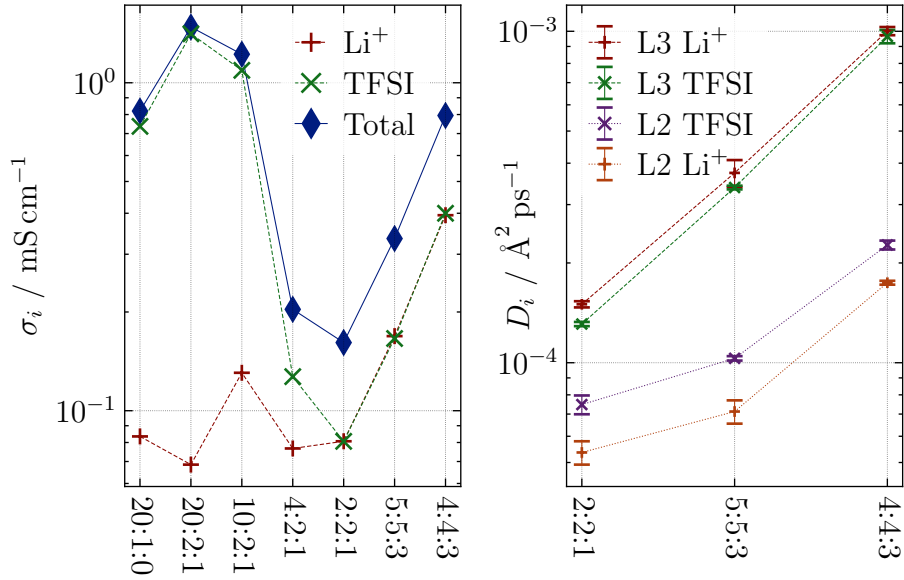 σᵢ / mS cm⁻¹
10⁰
10⁻¹
Li⁺
TFSI
Total
20:1:0
20:2:1
10:2:1
4:2:1
2:2:1
5:5:3
4:4:3
Dᵢ / Å² ps⁻¹
10⁻³
10⁻⁴
L3 Li⁺
L3 TFSI
L2 TFSI
L2 Li⁺
2:2:1
5:5:3
4:4:3